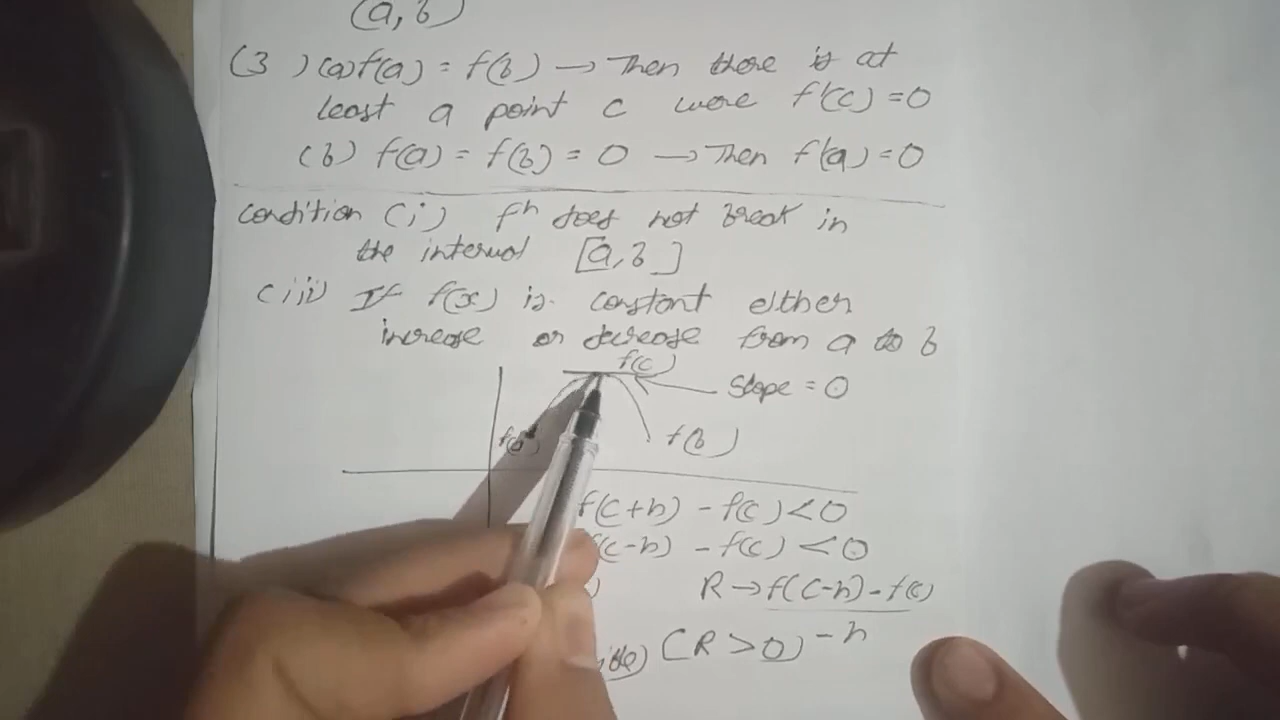 (a, b)
(3) (a) f(a) = f(b) → Then there is at
least a point c were f'(c) = 0
(b) f(a) = f(b) = 0 → Then f'(a) = 0
Condition (i) fn does not break in
the interval [a, b]
(iii) If f(x) is constant either
increase or decrease from a to b
f(c)
Slope = 0
f(a) f(b)
f(c+h) - f(c) < 0
f(c-h) - f(c) < 0
R → f(c-h) - f(c)
(R > 0) -h